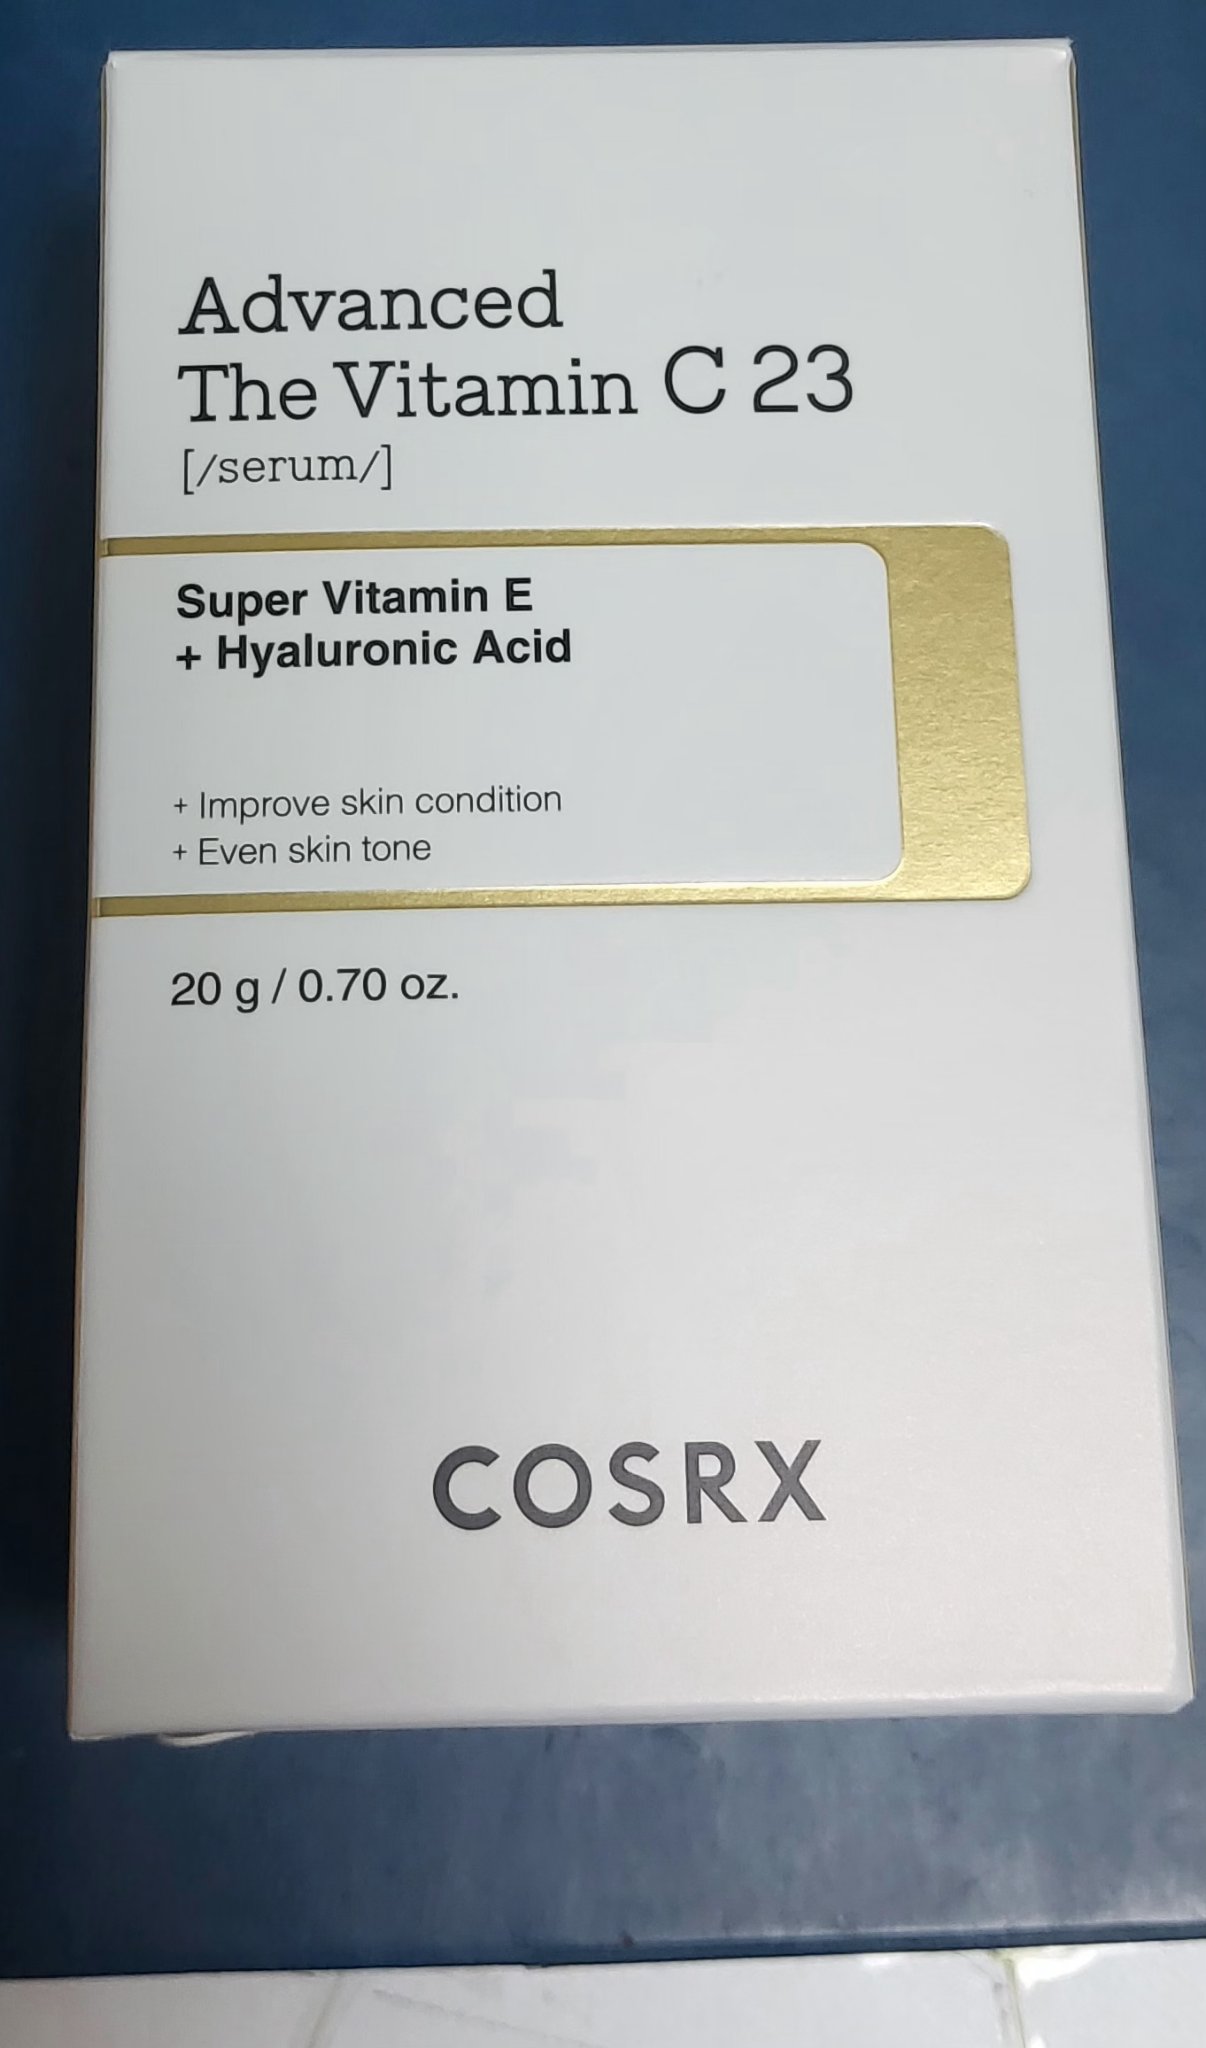 Advanced
The Vitamin C 23
[/serum/]
Super Vitamin E
+ Hyaluronic Acid
+ Improve skin condition
+ Even skin tone
20 g / 0.70 oz.
COSRX